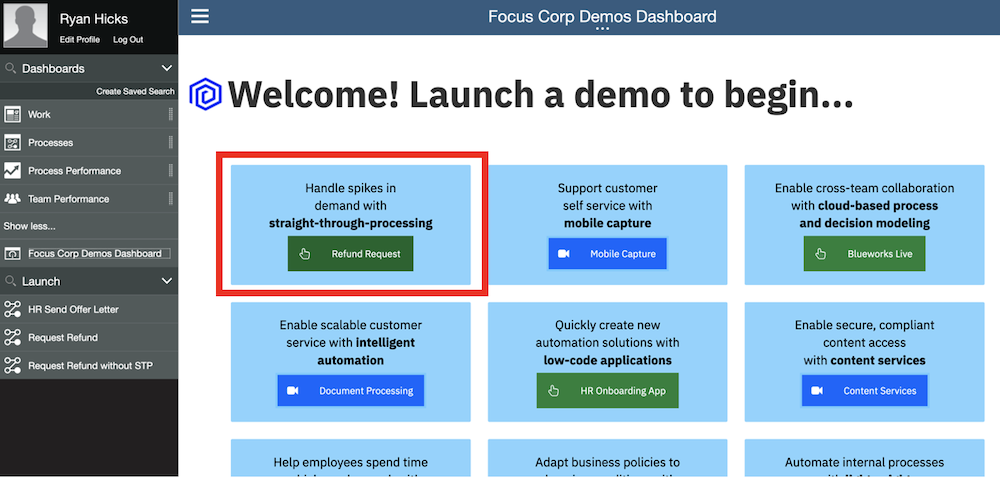 Ryan Hicks
Edit Profile Log Out
Dashboards
Create Saved Search
Work
Processes
Process Performance
Team Performance
Show less...
Focus Corp Demos Dashboard
Launch
HR Send Offer Letter
Request Refund
Request Refund without STP
Focus Corp Demos Dashboard
Welcome! Launch a demo to begin...
Handle spikes in
demand with
straight-through-processing
Refund Request
Support customer
self service with
mobile capture
Mobile Capture
Enable cross-team collaboration
with cloud-based process
and decision modeling
Blueworks Live
Enable scalable customer
service with intelligent
automation
Document Processing
Quickly create new
automation solutions with
low-code applications
HR Onboarding App
Enable secure, compliant
content access
with content services
Content Services
Help employees spend time
Adapt business policies to
Automate internal processes